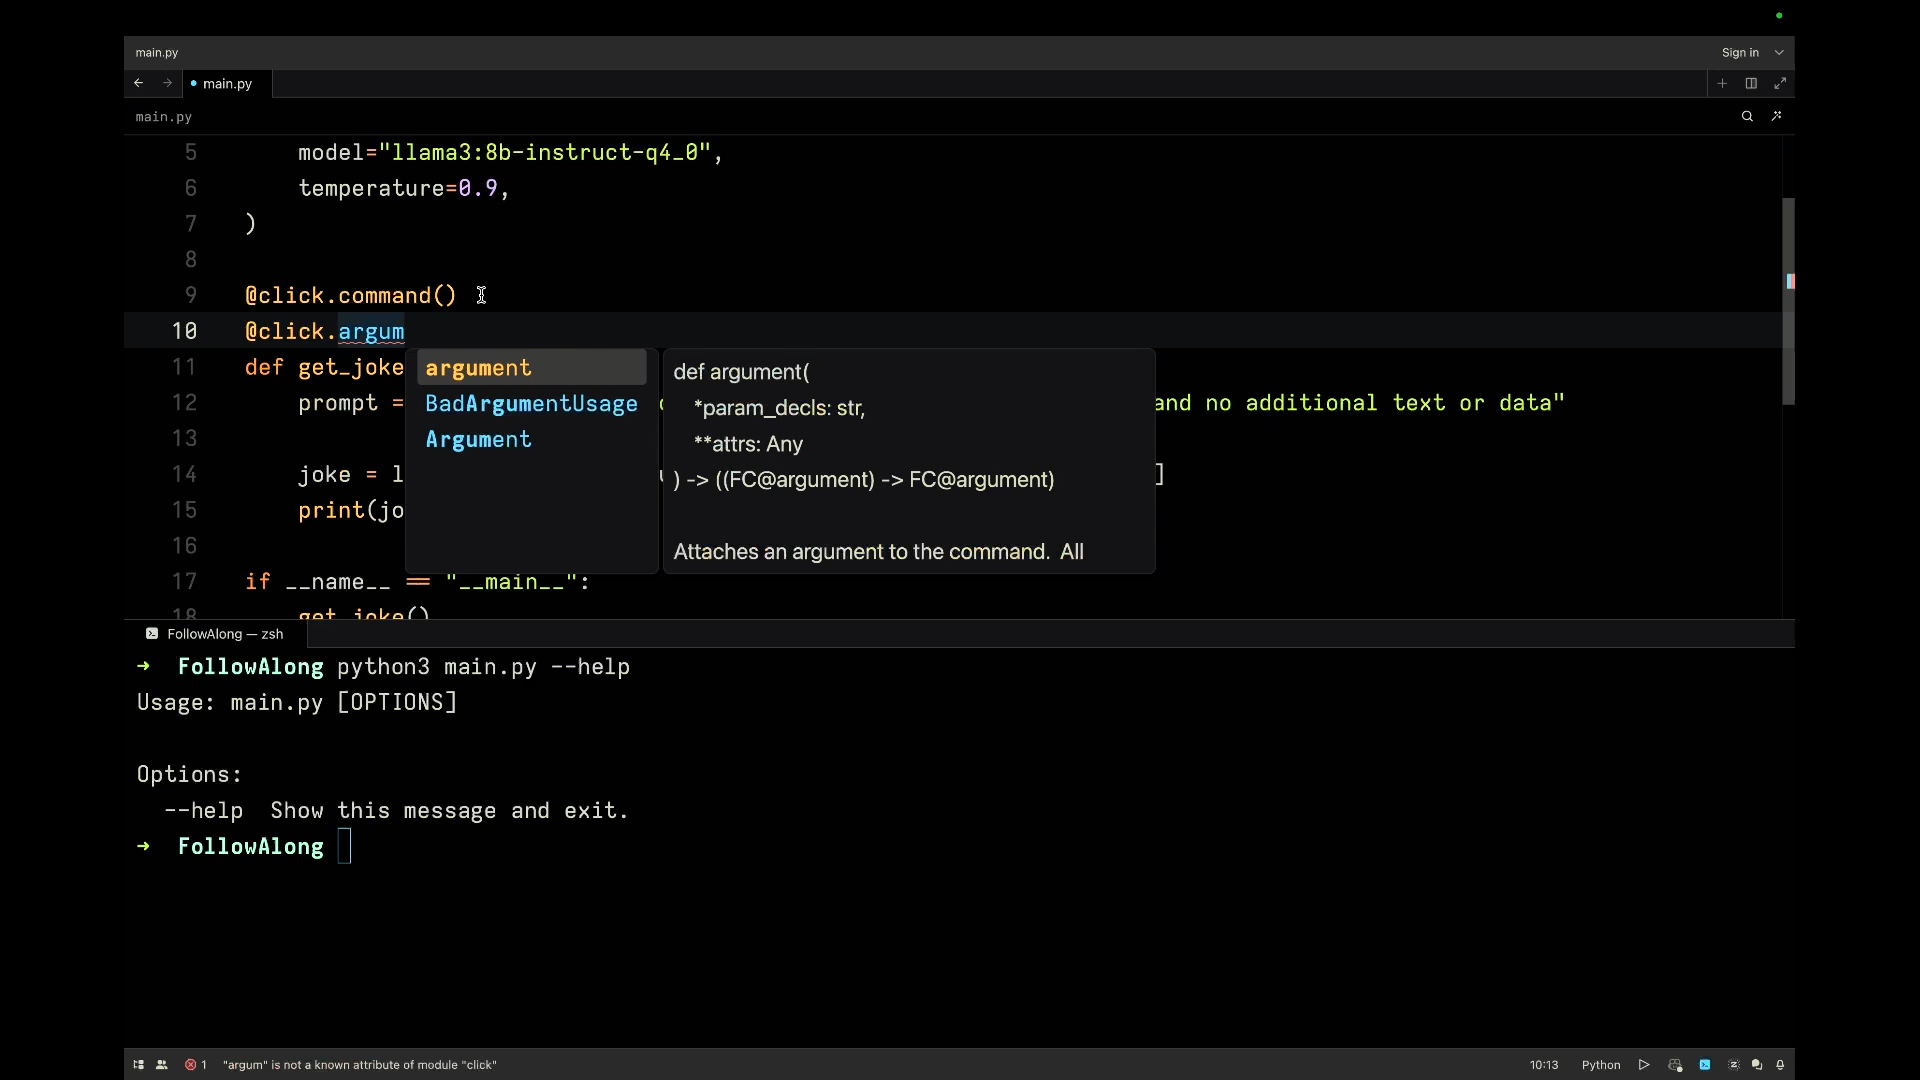 main.py
Sign in
main.py
main.py
5 model="llama3:8b-instruct-q4_0",
6 temperature=0.9,
7 )
8
9 @click.command()
10 @click.argum
11 def get_joke
12 prompt = and no additional text or data"
13
14 joke = l ]
15 print(jo
16
17 if __name__ == "__main__":
18 get_joke()
argument
BadArgumentUsage
Argument
def argument(
*param_decls: str,
**attrs: Any
) -> ((FC@argument) -> FC@argument)
Attaches an argument to the command. All
FollowAlong — zsh
➜ FollowAlong python3 main.py --help
Usage: main.py [OPTIONS]
Options:
--help Show this message and exit.
➜ FollowAlong
1 "argum" is not a known attribute of module "click"
10:13 Python